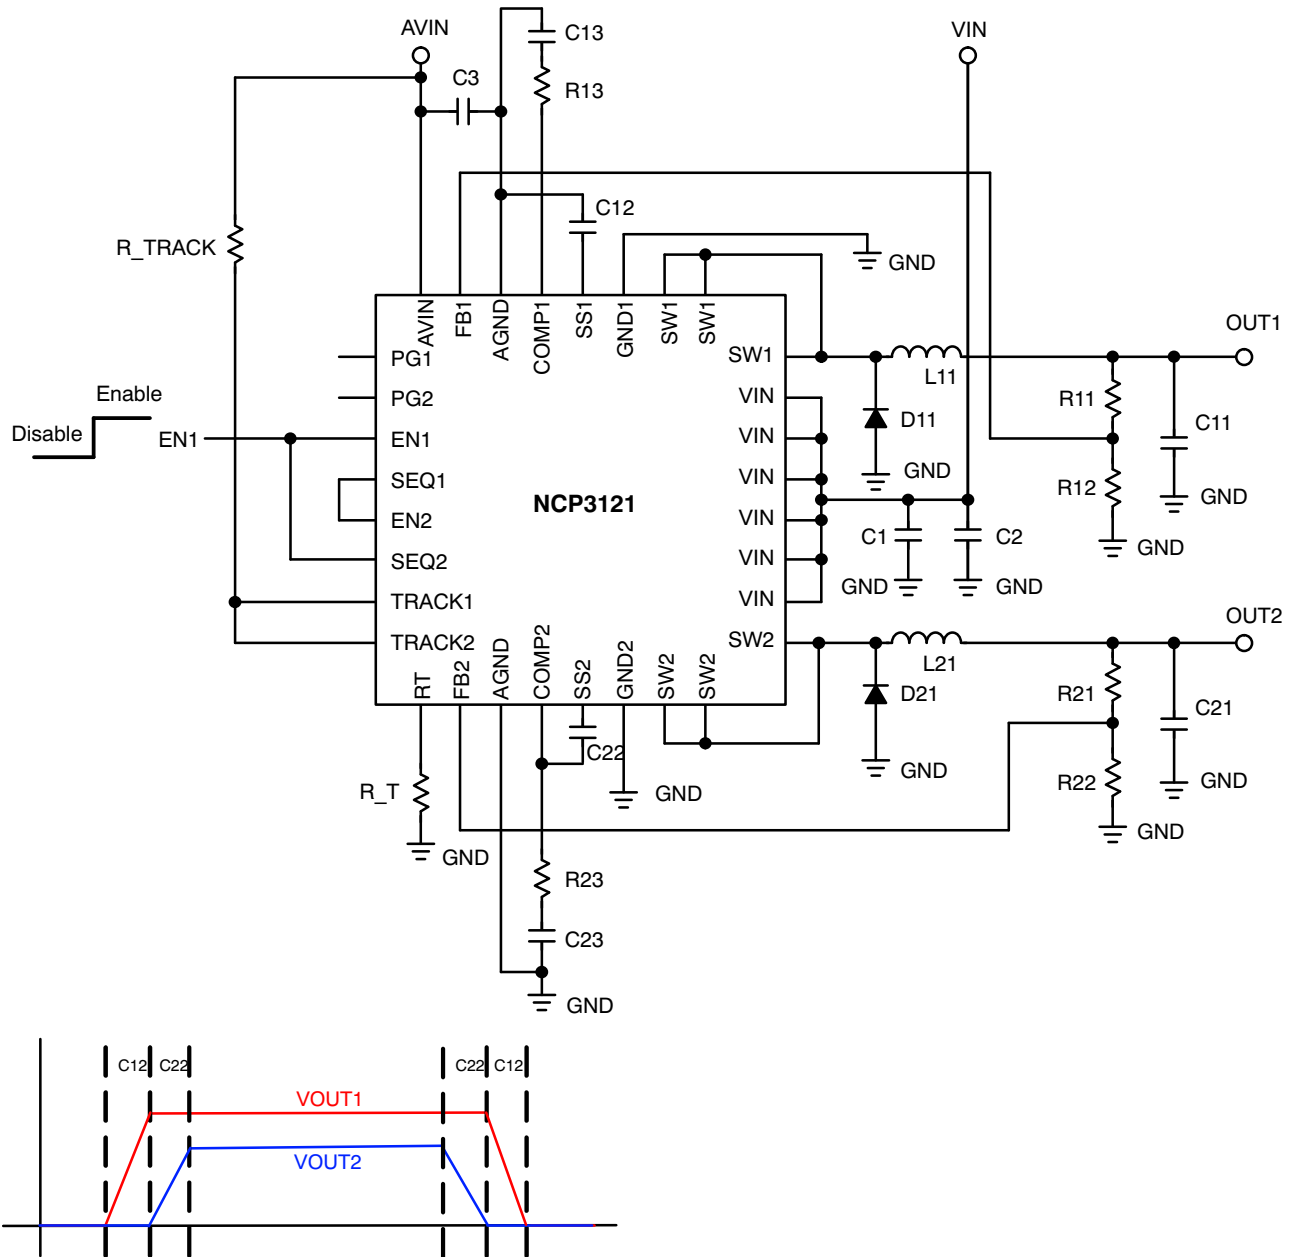 AVIN
VIN
C13
C3
R13
C12
R_TRACK
GND
AVIN
FB1
AGND
COMP1
SS1
GND1
SW1
SW1
OUT1
PG1
SW1
L11
Enable
PG2
VIN
R11
D11
C11
Disable
EN1
EN1
VIN
GND
SEQ1
VIN
R12
GND
NCP3121
EN2
VIN
C1
C2
GND
SEQ2
VIN
GND
GND
TRACK1
VIN
OUT2
TRACK2
SW2
L21
RT
FB2
AGND
COMP2
SS2
GND2
SW2
SW2
D21
R21
C21
C22
GND
R22
GND
R_T
GND
GND
GND
R23
C23
GND
C12
C22
C22
C12
VOUT1
VOUT2